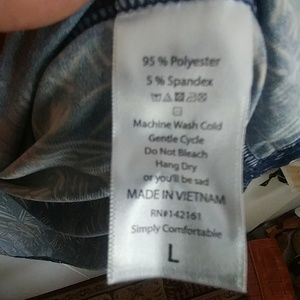 95 % Polyester
5 % Spandex
Machine Wash Cold
Gentle Cycle
Do Not Bleach
Hang Dry
or you'll be sad
MADE IN VIETNAM
RN#142161
Simply Comfortable
L